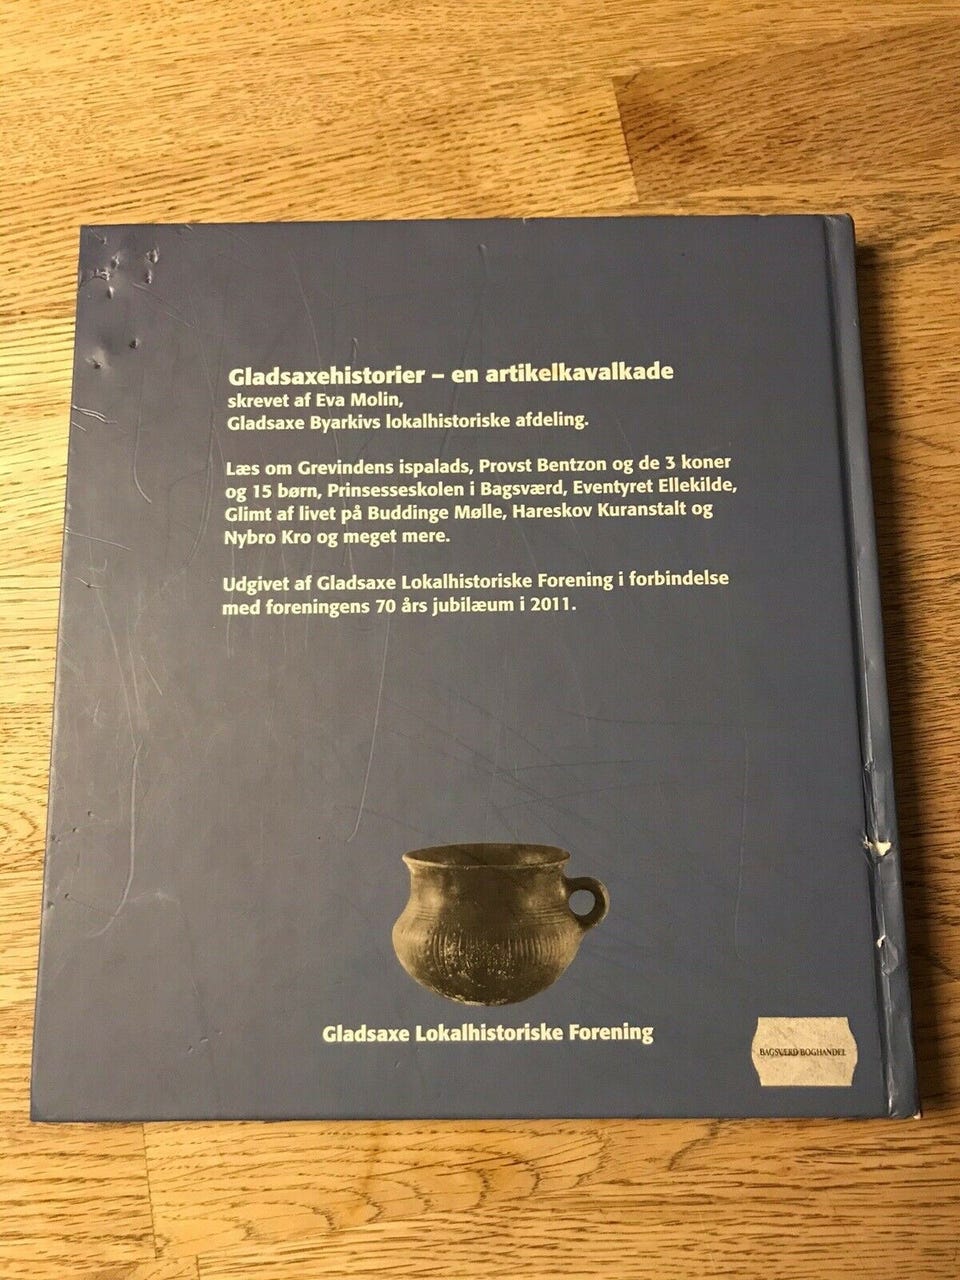 Gladsaxehistorier – en artikelkavalkade
skrevet af Eva Molin,
Gladsaxe Byarkivs lokalhistoriske afdeling.
Læs om Grevindens ispalads, Provst Bentzon og de 3 koner
og 15 børn, Prinsesseskolen i Bagsværd, Eventyret Ellekilde,
Glimt af livet på Buddinge Mølle, Hareskov Kuranstalt og
Nybro Kro og meget mere.
Udgivet af Gladsaxe Lokalhistoriske Forening i forbindelse
med foreningens 70 års jubilæum i 2011.
Gladsaxe Lokalhistoriske Forening
BAGSVÆRD BOGHANDEL